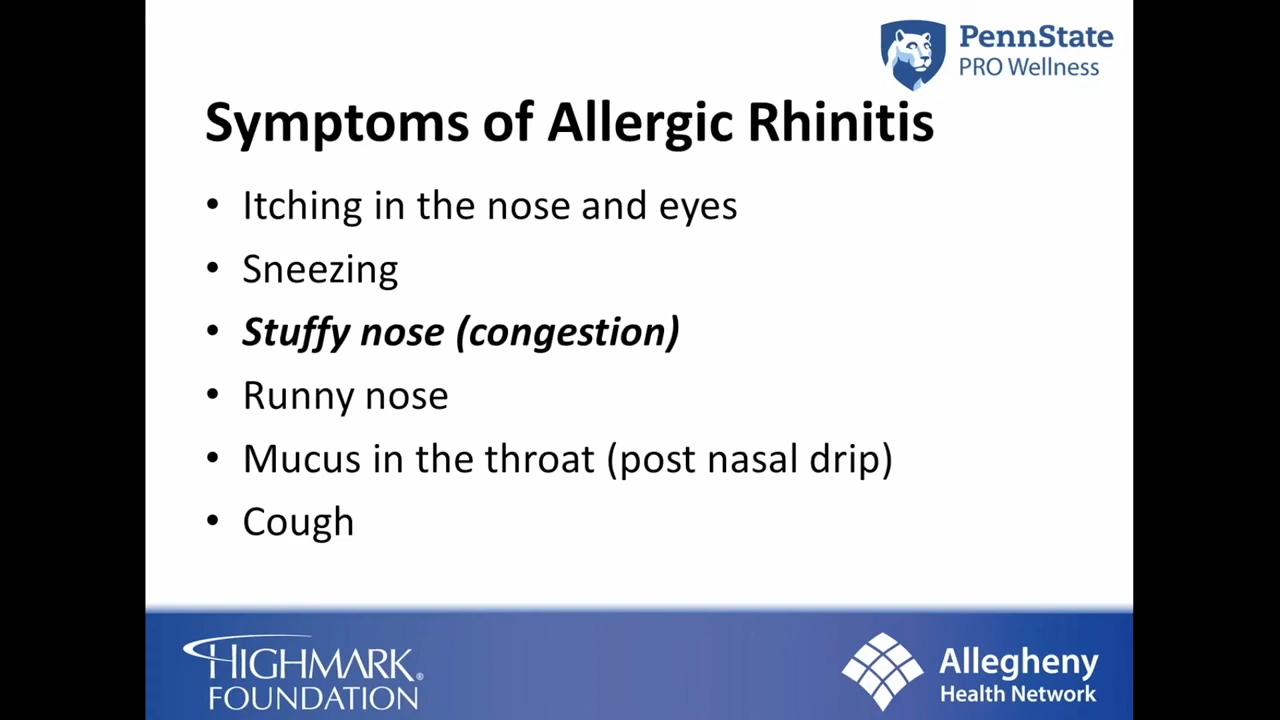 PennState
PRO Wellness
Symptoms of Allergic Rhinitis
• Itching in the nose and eyes
• Sneezing
• Stuffy nose (congestion)
• Runny nose
• Mucus in the throat (post nasal drip)
• Cough
HIGHMARK®
FOUNDATION
Allegheny
Health Network